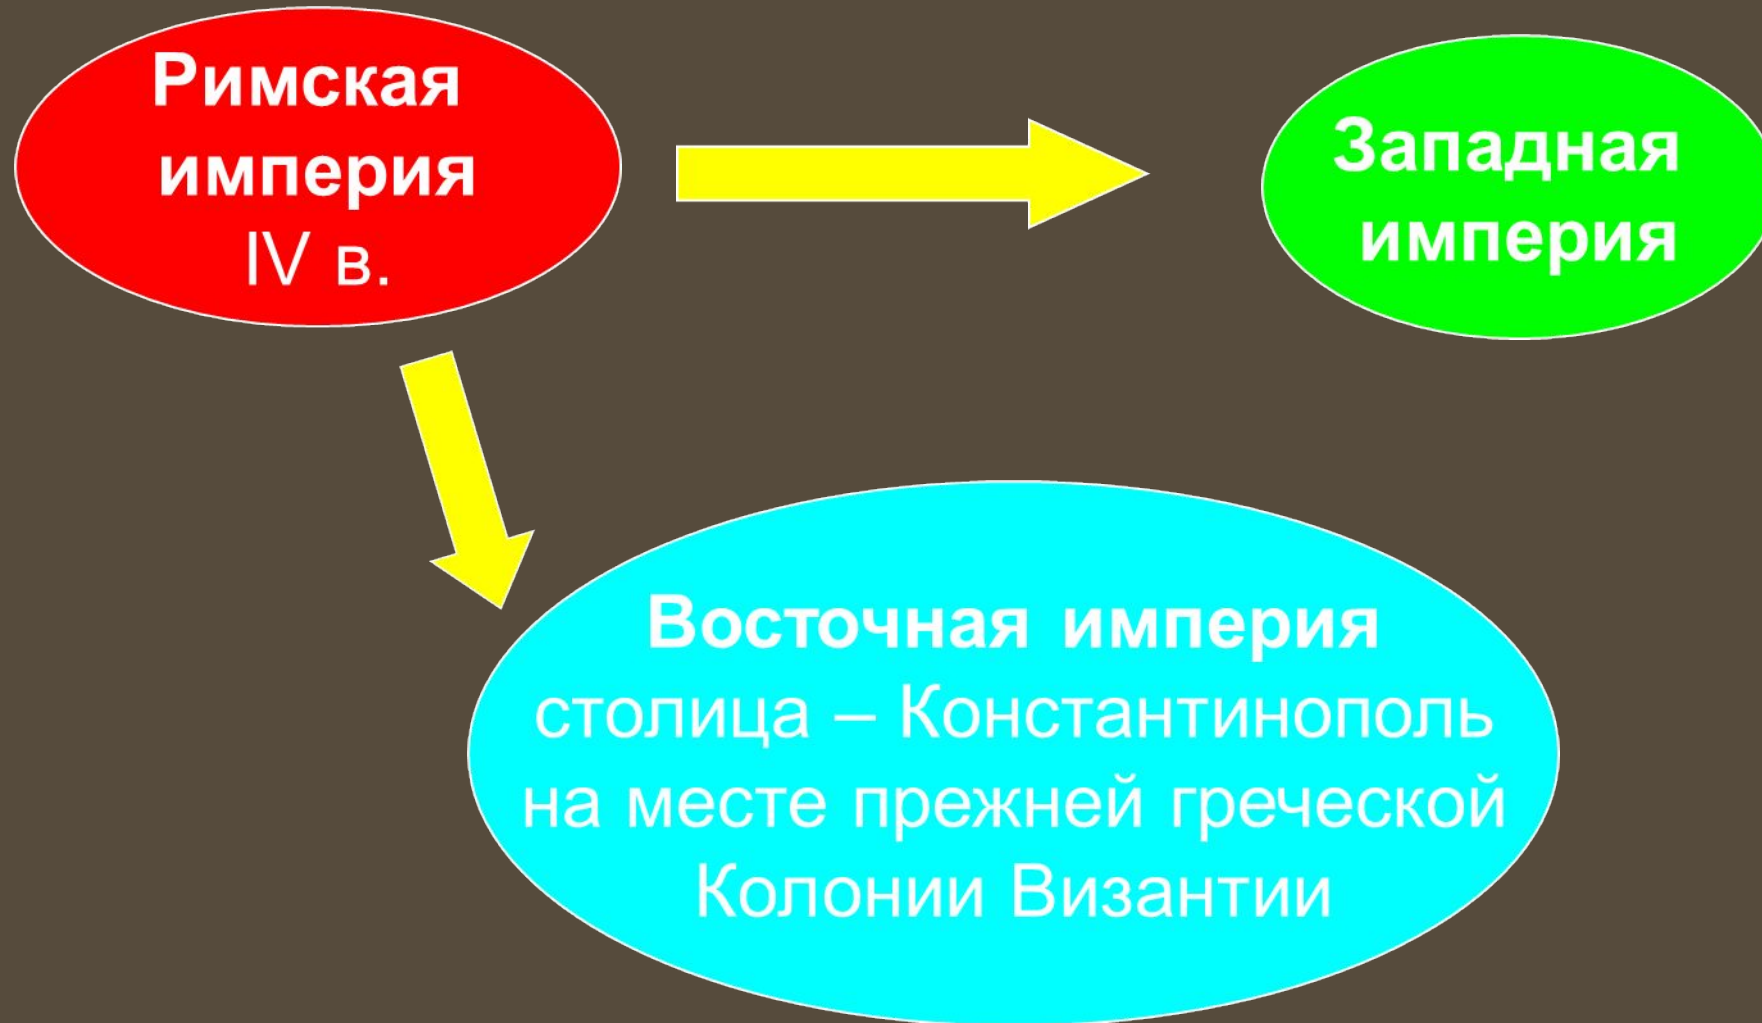 Римская
империя
IV в.
Западная
империя
Восточная империя
столица – Константинополь
на месте прежней греческой
Колонии Византии